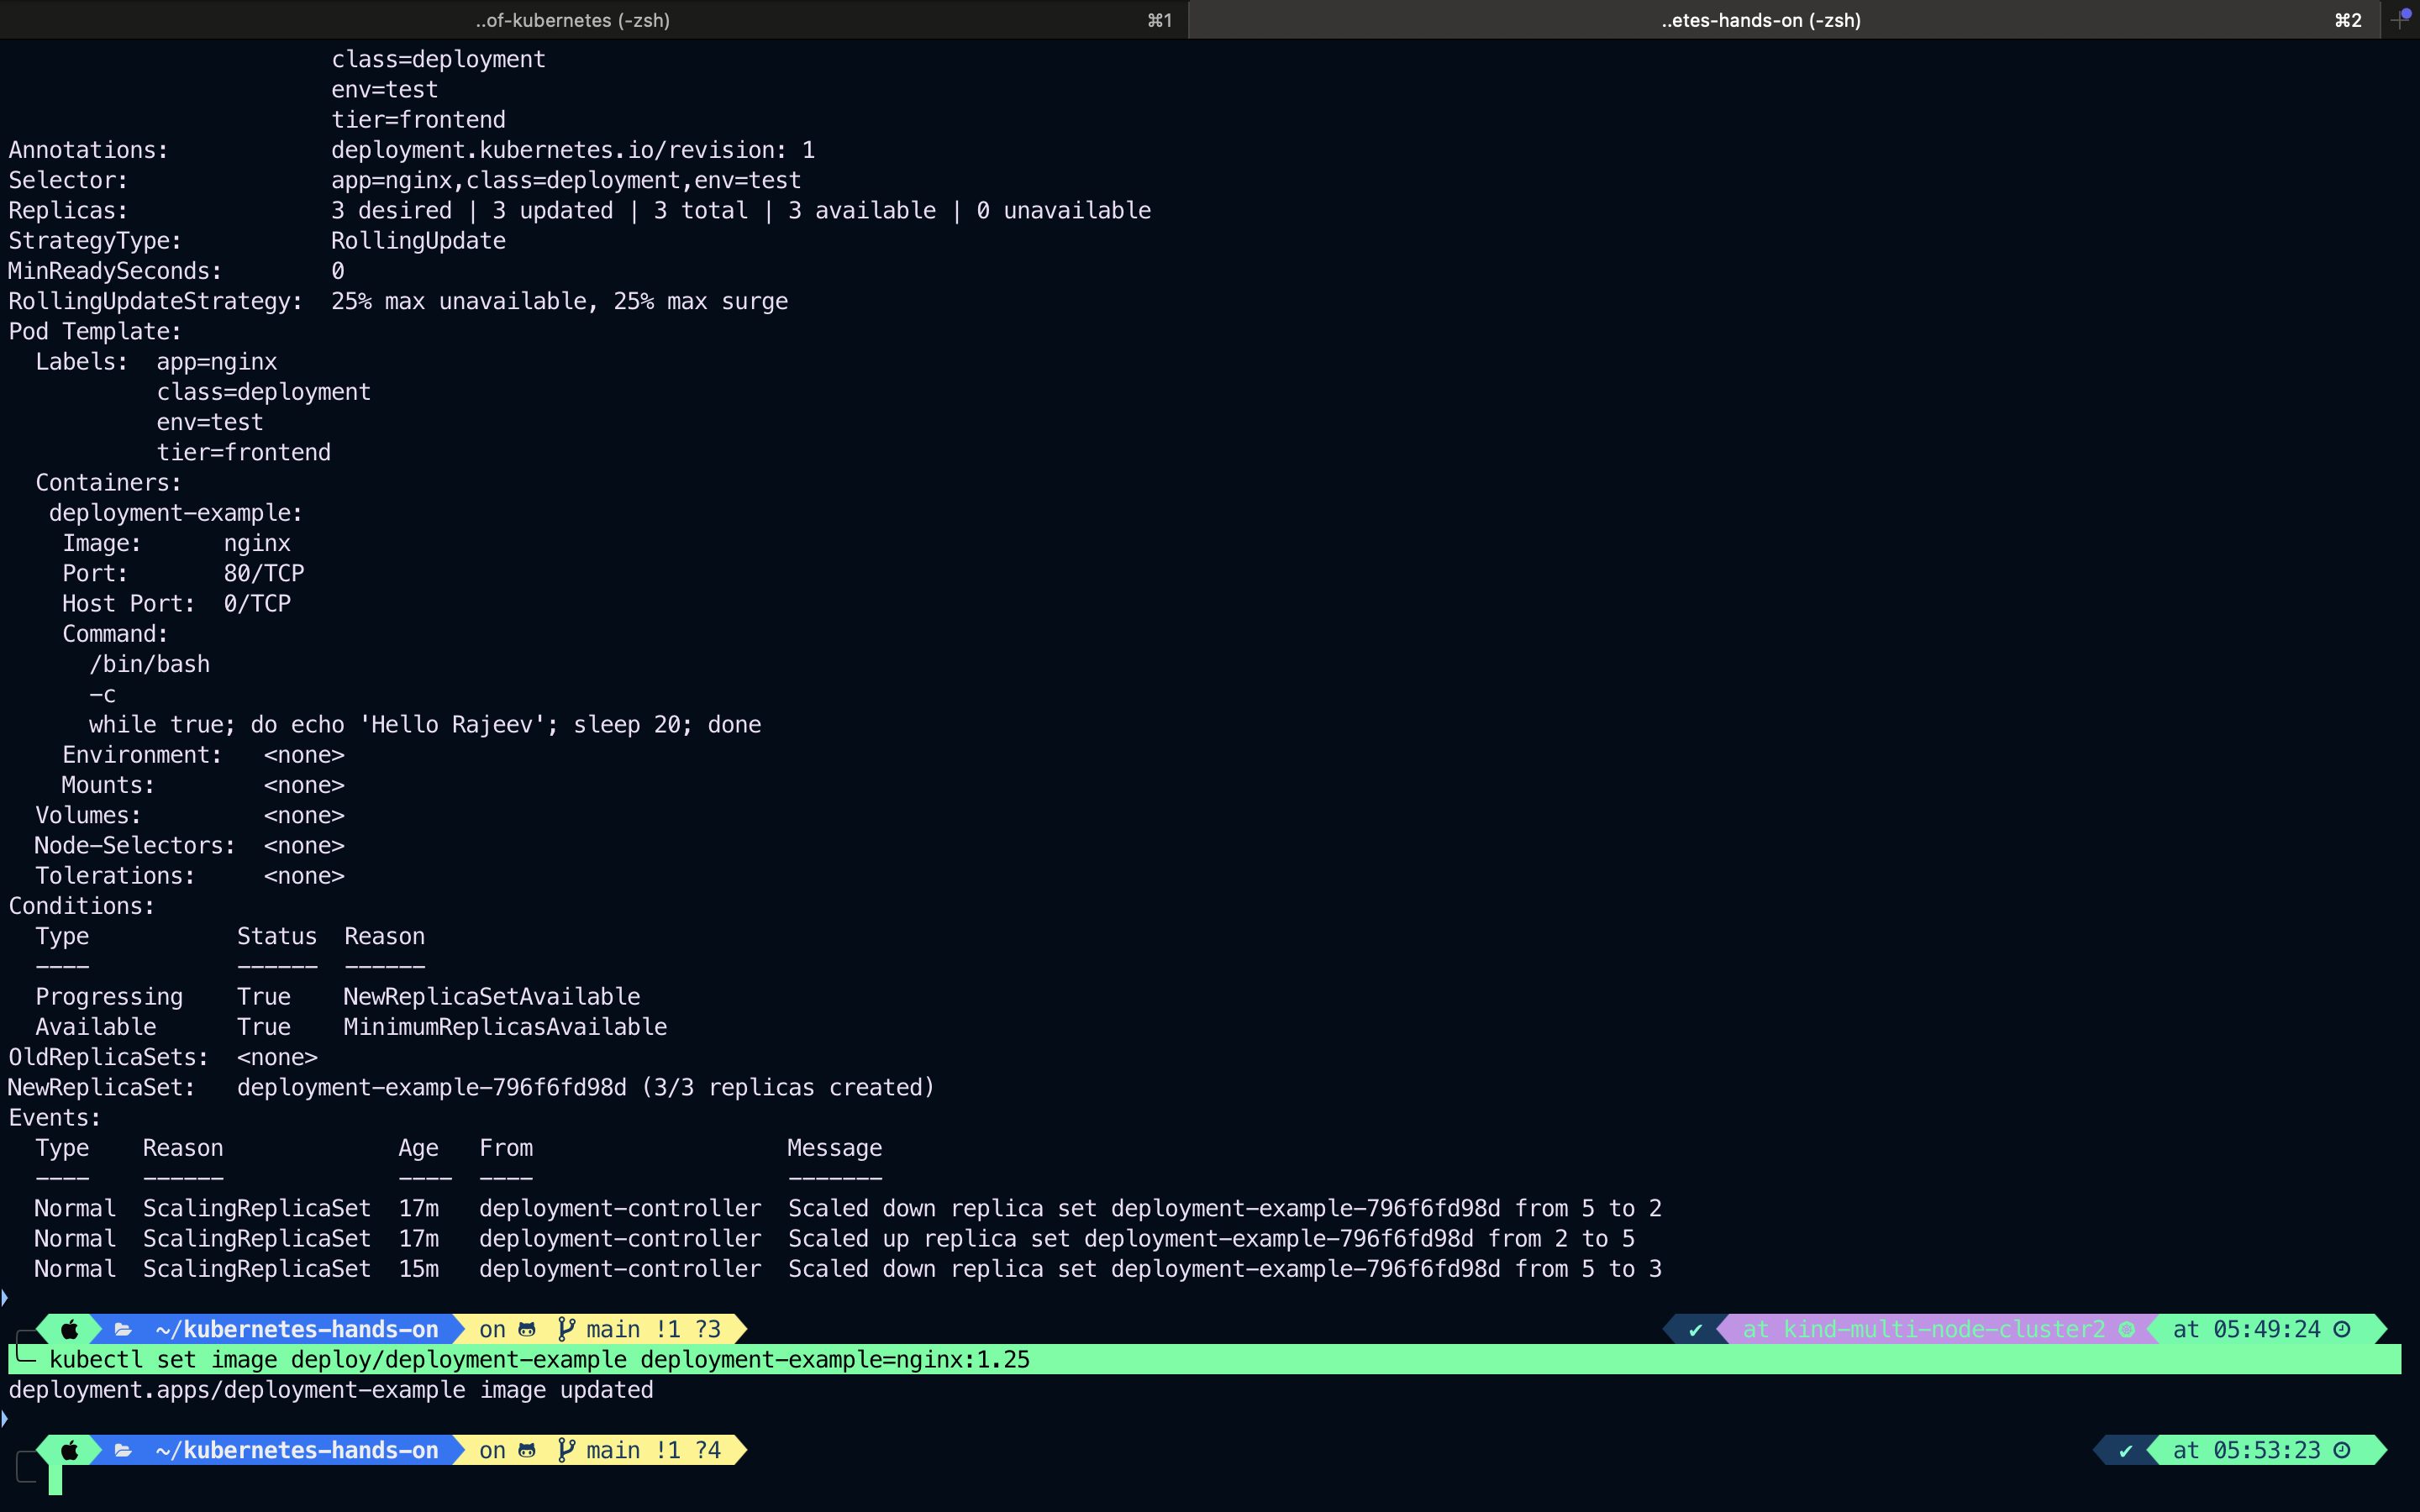 ..of-kubernetes (-zsh) ⌘1 ..etes-hands-on (-zsh) ⌘2
class=deployment
env=test
tier=frontend
Annotations: deployment.kubernetes.io/revision: 1
Selector: app=nginx,class=deployment,env=test
Replicas: 3 desired | 3 updated | 3 total | 3 available | 0 unavailable
StrategyType: RollingUpdate
MinReadySeconds: 0
RollingUpdateStrategy: 25% max unavailable, 25% max surge
Pod Template:
Labels: app=nginx
class=deployment
env=test
tier=frontend
Containers:
deployment-example:
Image: nginx
Port: 80/TCP
Host Port: 0/TCP
Command:
/bin/bash
-c
while true; do echo 'Hello Rajeev'; sleep 20; done
Environment: <none>
Mounts: <none>
Volumes: <none>
Node-Selectors: <none>
Tolerations: <none>
Conditions:
Type Status Reason
---- ------ ------
Progressing True NewReplicaSetAvailable
Available True MinimumReplicasAvailable
OldReplicaSets: <none>
NewReplicaSet: deployment-example-796f6fd98d (3/3 replicas created)
Events:
Type Reason Age From Message
---- ------ ---- ---- -------
Normal ScalingReplicaSet 17m deployment-controller Scaled down replica set deployment-example-796f6fd98d from 5 to 2
Normal ScalingReplicaSet 17m deployment-controller Scaled up replica set deployment-example-796f6fd98d from 2 to 5
Normal ScalingReplicaSet 15m deployment-controller Scaled down replica set deployment-example-796f6fd98d from 5 to 3
~/kubernetes-hands-on on main !1 ?3 ✔ at kind-multi-node-cluster2 at 05:49:24
kubectl set image deploy/deployment-example deployment-example=nginx:1.25
deployment.apps/deployment-example image updated
~/kubernetes-hands-on on main !1 ?4 ✔ at 05:53:23